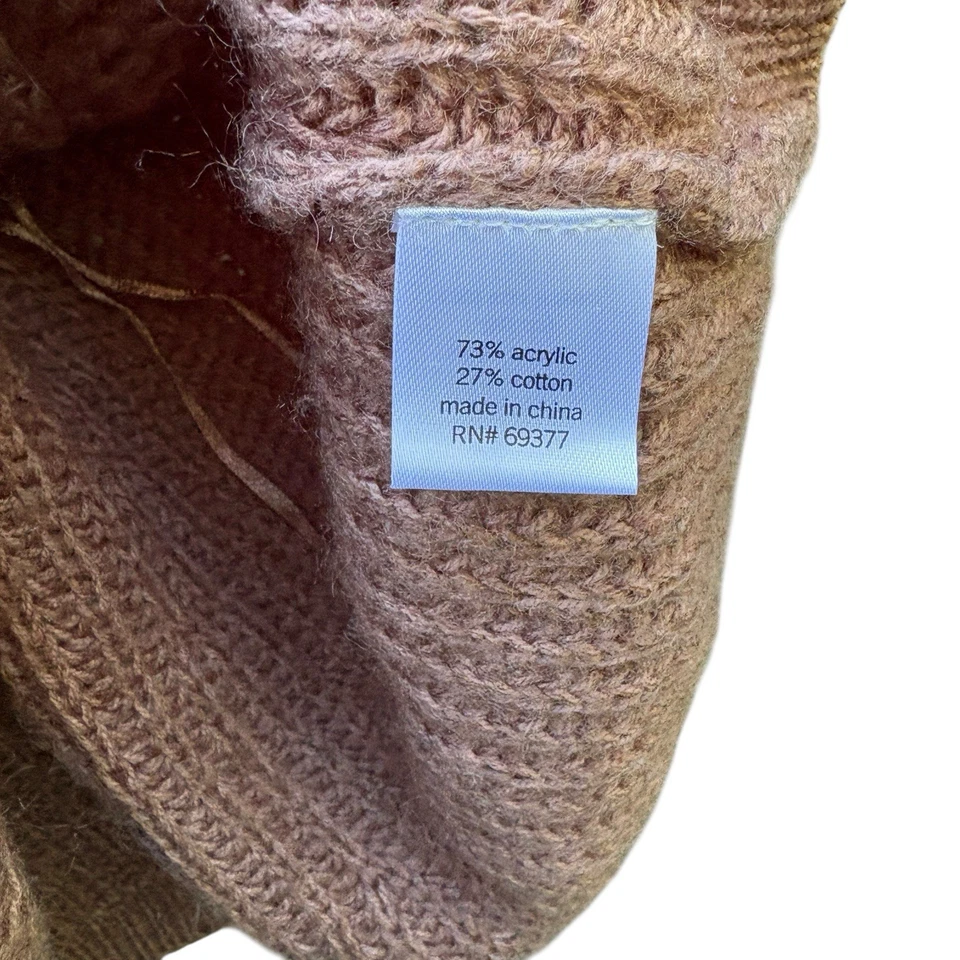 73% acrylic
27% cotton
made in china
RN# 69377